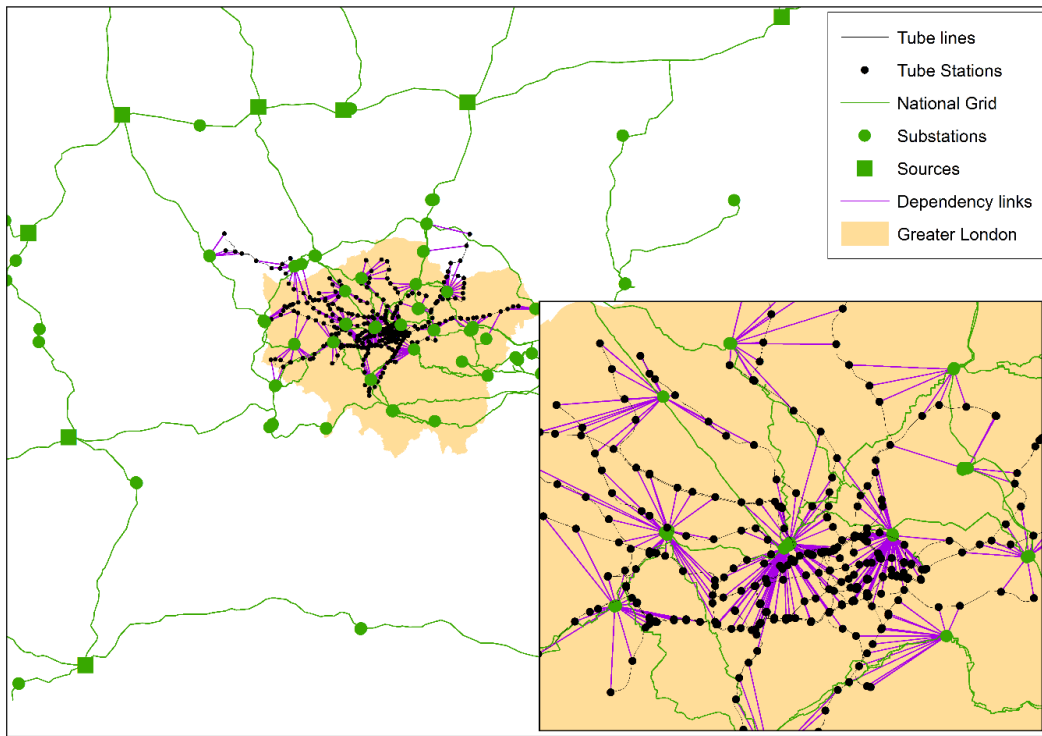 Tube lines
Tube Stations
National Grid
Substations
Sources
Dependency links
Greater London